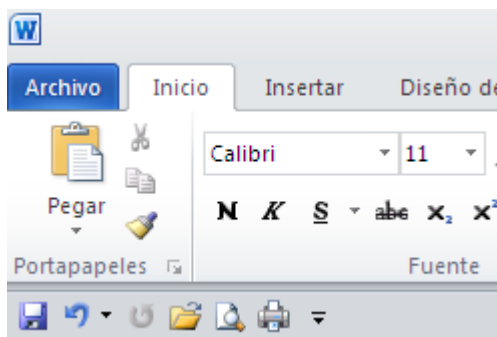 W
Archivo Inicio Insertar Diseño de
Calibri 11
Pegar N K S abc x₂ x²
Portapapeles Fuente